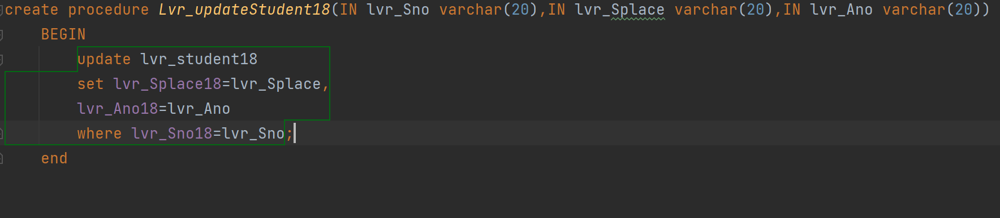 create procedure Lvr_updateStudent18(IN lvr_Sno varchar(20),IN lvr_Splace varchar(20),IN lvr_Ano varchar(20))
BEGIN
update lvr_student18
set lvr_Splace18=lvr_Splace,
lvr_Ano18=lvr_Ano
where lvr_Sno18=lvr_Sno;
end